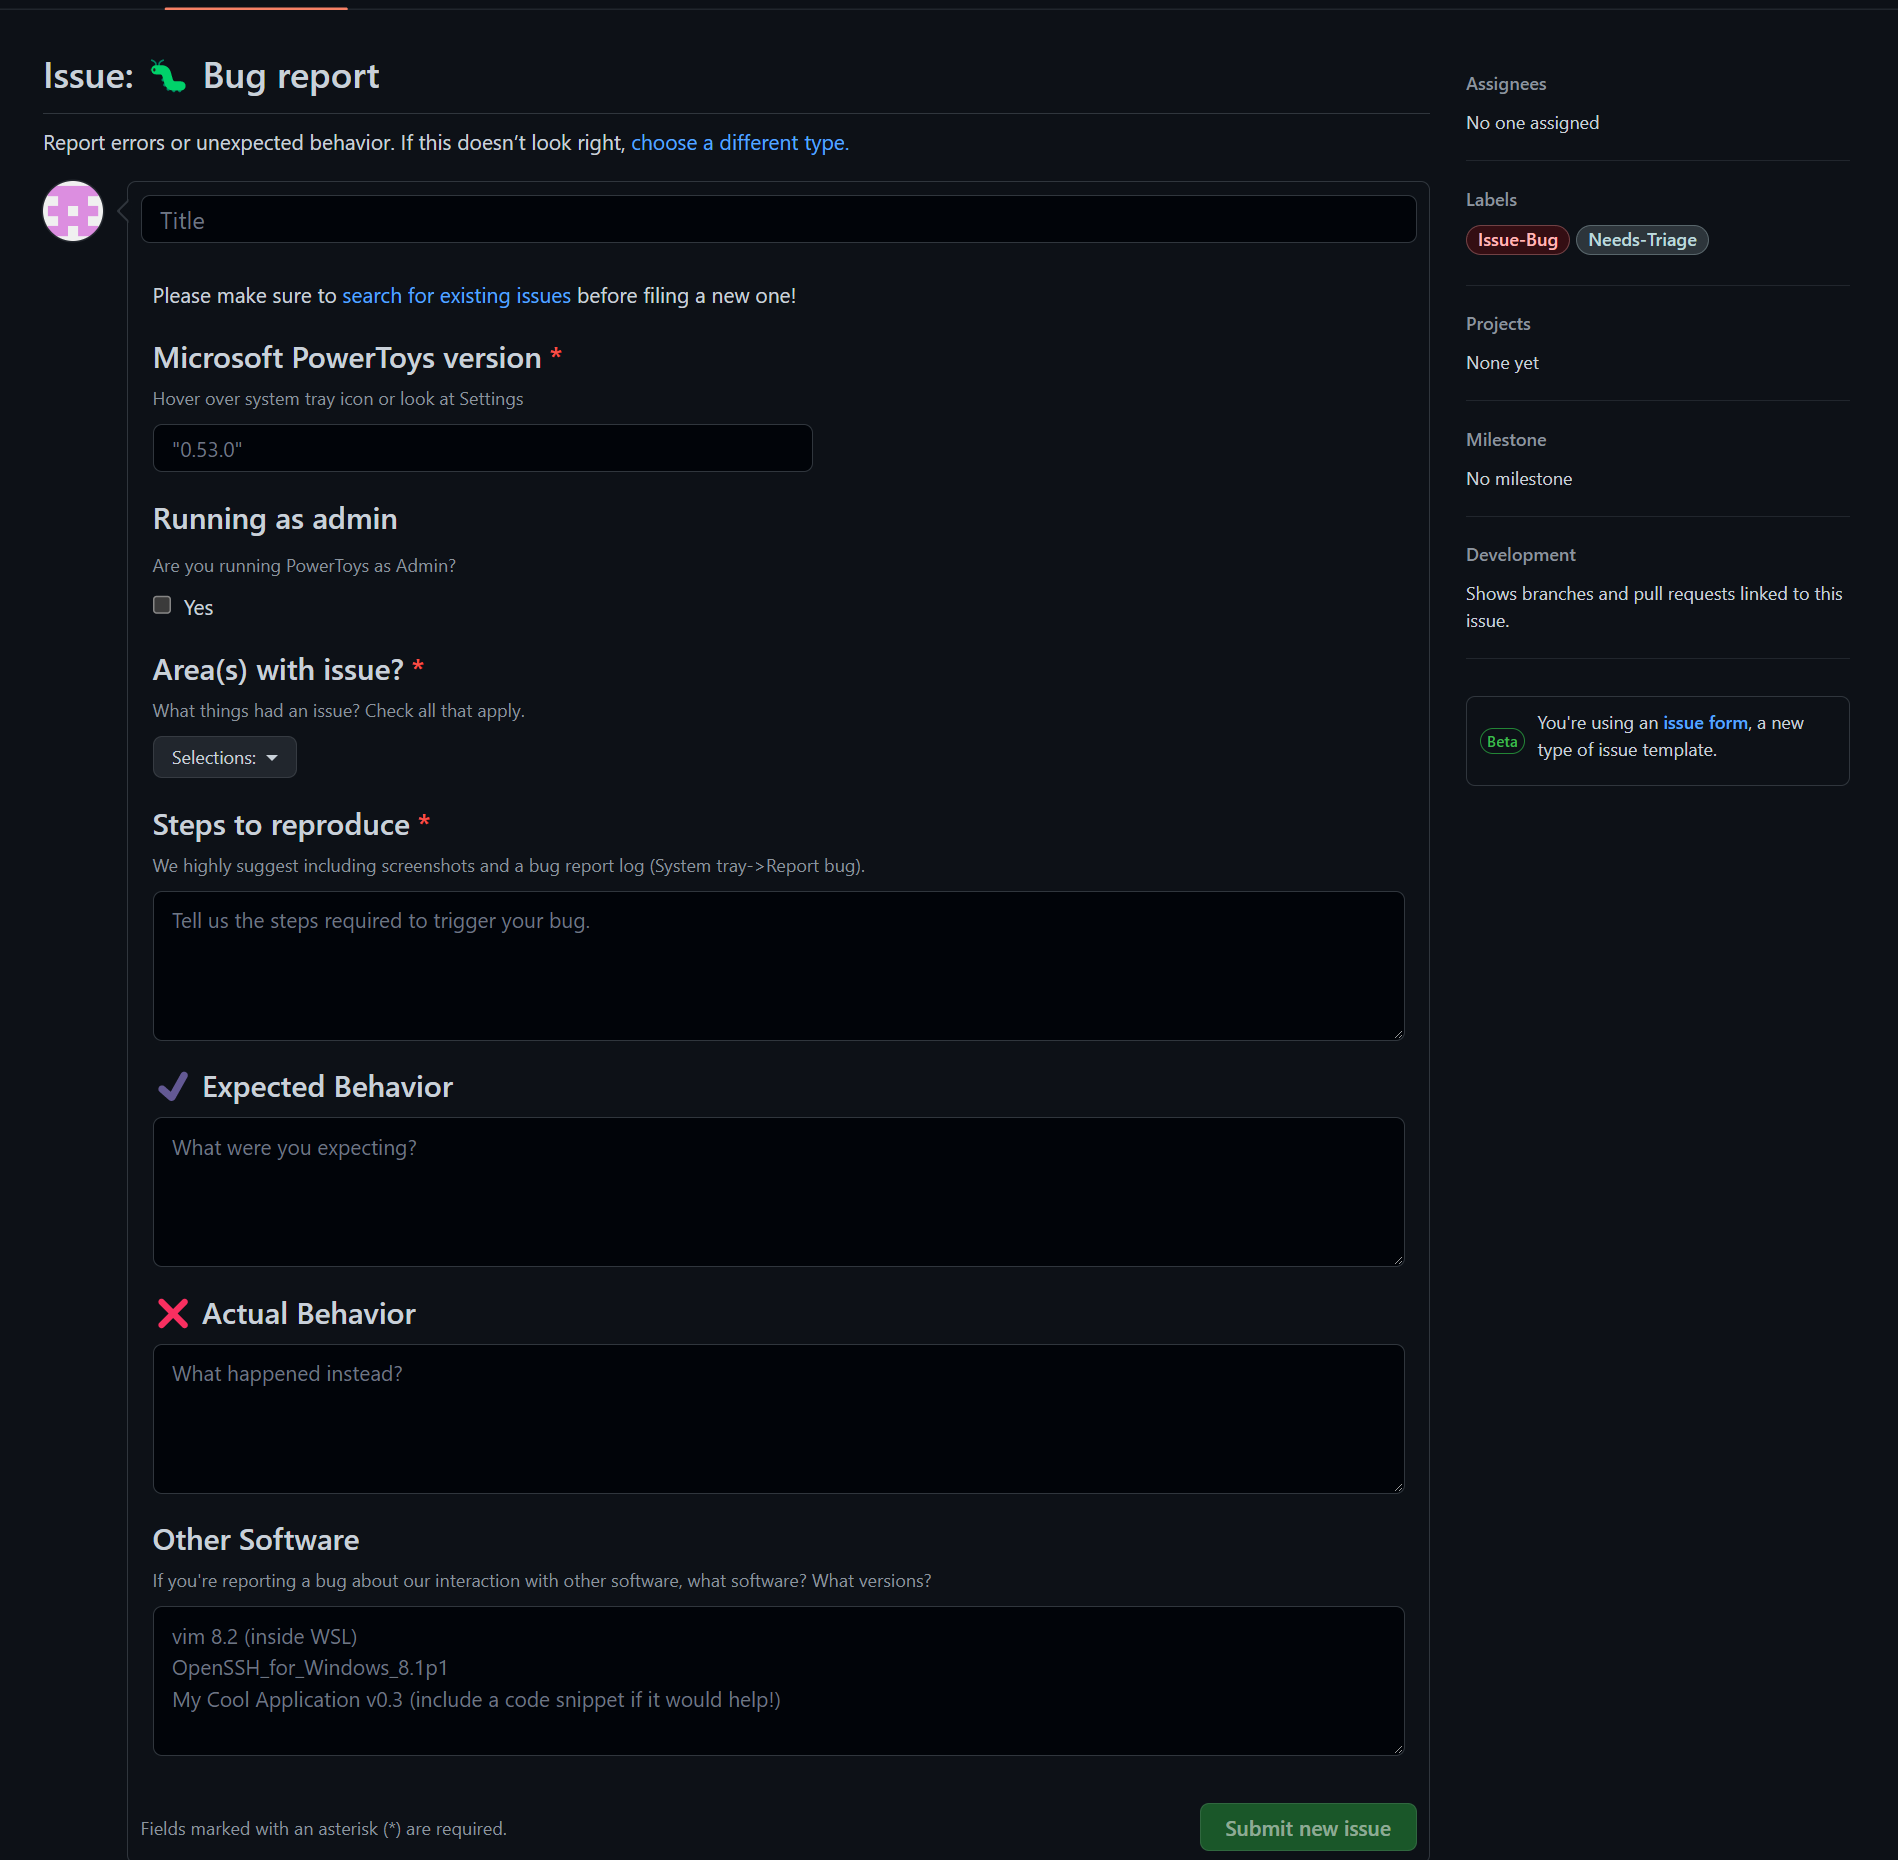 Issue: Bug report
Report errors or unexpected behavior. If this doesn’t look right, choose a different type.
Title
Please make sure to search for existing issues before filing a new one!
Microsoft PowerToys version *
Hover over system tray icon or look at Settings
"0.53.0"
Running as admin
Are you running PowerToys as Admin?
Yes
Area(s) with issue? *
What things had an issue? Check all that apply.
Selections:
Steps to reproduce *
We highly suggest including screenshots and a bug report log (System tray->Report bug).
Tell us the steps required to trigger your bug.
Expected Behavior
What were you expecting?
Actual Behavior
What happened instead?
Other Software
If you're reporting a bug about our interaction with other software, what software? What versions?
vim 8.2 (inside WSL)
OpenSSH_for_Windows_8.1p1
My Cool Application v0.3 (include a code snippet if it would help!)
Fields marked with an asterisk (*) are required.
Submit new issue
Assignees
No one assigned
Labels
Issue-Bug Needs-Triage
Projects
None yet
Milestone
No milestone
Development
Shows branches and pull requests linked to this
issue.
Beta
You're using an issue form, a new
type of issue template.